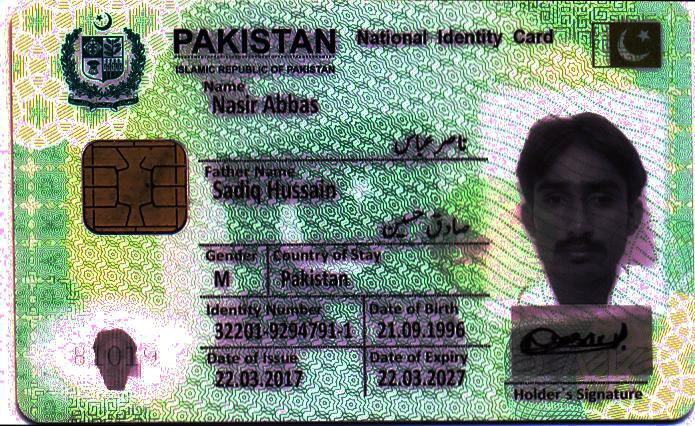 PAKISTAN National Identity Card
ISLAMIC REPUBLIC OF PAKISTAN
Name
Nasir Abbas
ناصر عباس
Father Name
Sadiq Hussain
صادق حسین
Gender Country of Stay
M Pakistan
Identity Number Date of Birth
32201-9294791-1 21.09.1996
Date of Issue Date of Expiry
22.03.2017 22.03.2027
Holder's Signature